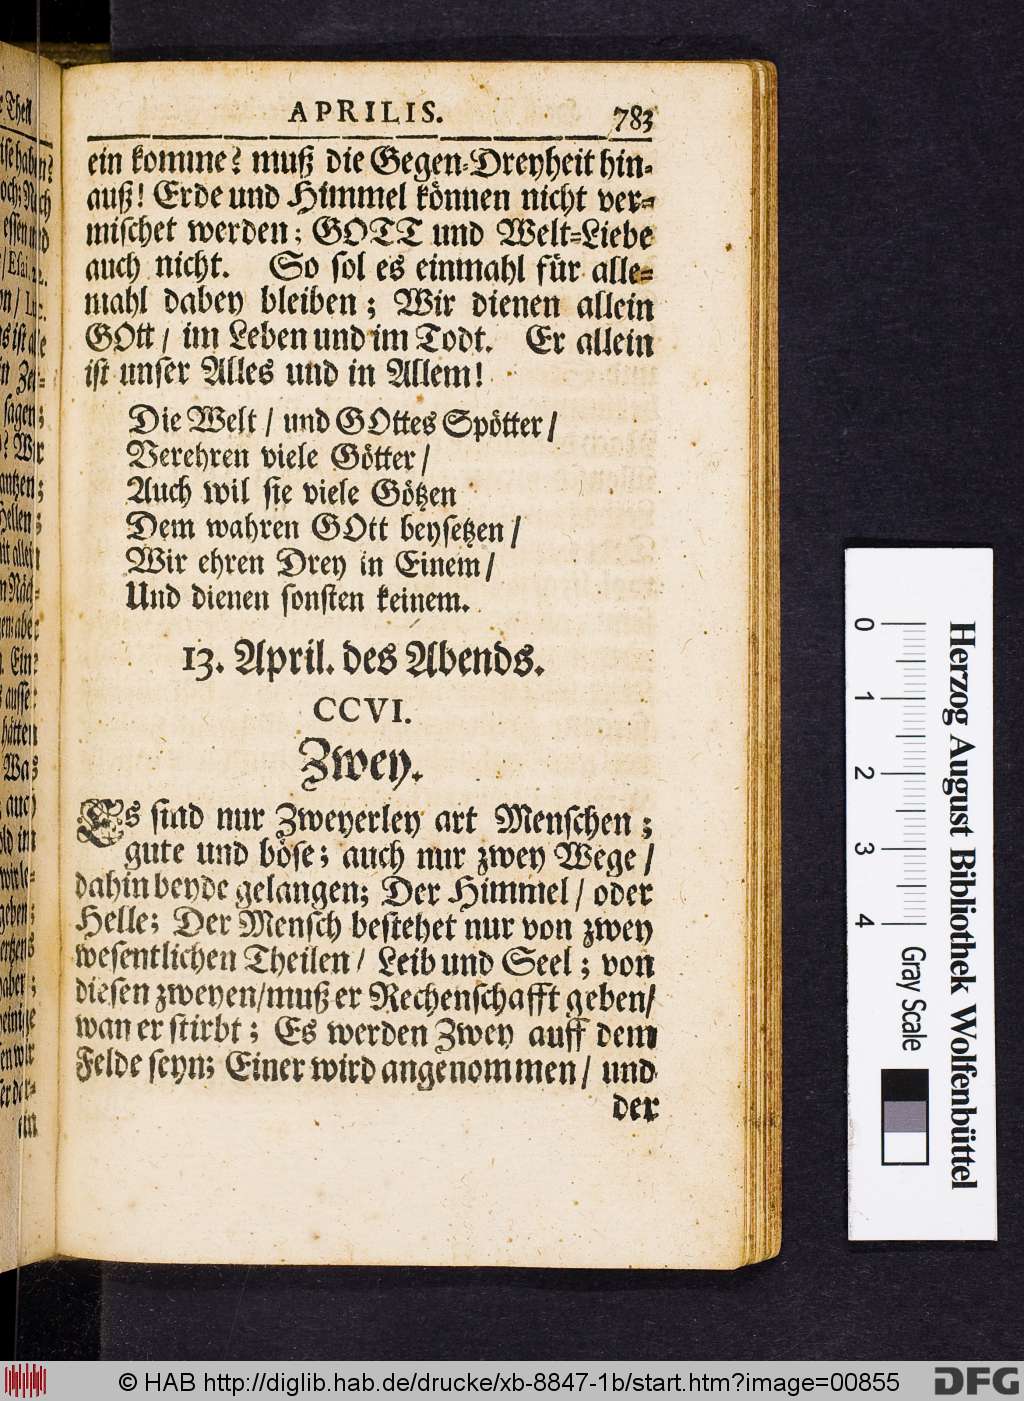 APRILIS. 783
ein komme? muß die Gegen-Dreyheit hin-
auß! Erde und Himmel können nicht ver-
mischet werden; GOTT und Welt-Liebe
auch nicht. So sol es einmahl für alle-
mahl dabey bleiben; Wir dienen allein
GOtt / im Leben und im Todt. Er allein
ist unser Alles und in Allem!
Die Welt / und GOttes Spötter /
Verehren viele Götter /
Auch wil sie viele Götzen
Dem wahren GOtt beysetzen /
Wir ehren Drey in Einem /
Und dienen sonsten keinem.
13. April. des Abends.
CCVI.
Zwey.
Es sind nur Zweyerley art Menschen;
gute und böse; auch nur zwey Wege /
dahin beyde gelangen; Der Himmel / oder
Helle; Der Mensch bestehet nur von zwey
wesentlichen Theilen / Leib und Seel; von
diesen zweyen / muß er Rechenschafft geben /
wan er stirbt; Es werden Zwey auff dem
Felde seyn; Einer wird angenommen / und
der
0 1 2 3 4
Herzog August Bibliothek Wolfenbüttel
Gray Scale
© HAB http://diglib.hab.de/drucke/xb-8847-1b/start.htm?image=00855
DFG